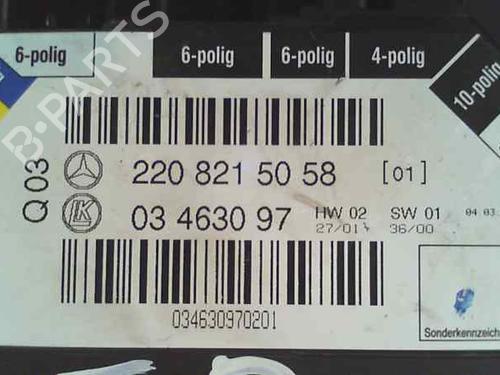 6-polig
6-polig
6-polig
4-polig
10-polig
B-PARTS
Q 03
220 821 50 58 [01]
LK 03 4630 97 HW 02 SW 01 04 03
27/01 36/00
034630970201
Sonderkennzeich